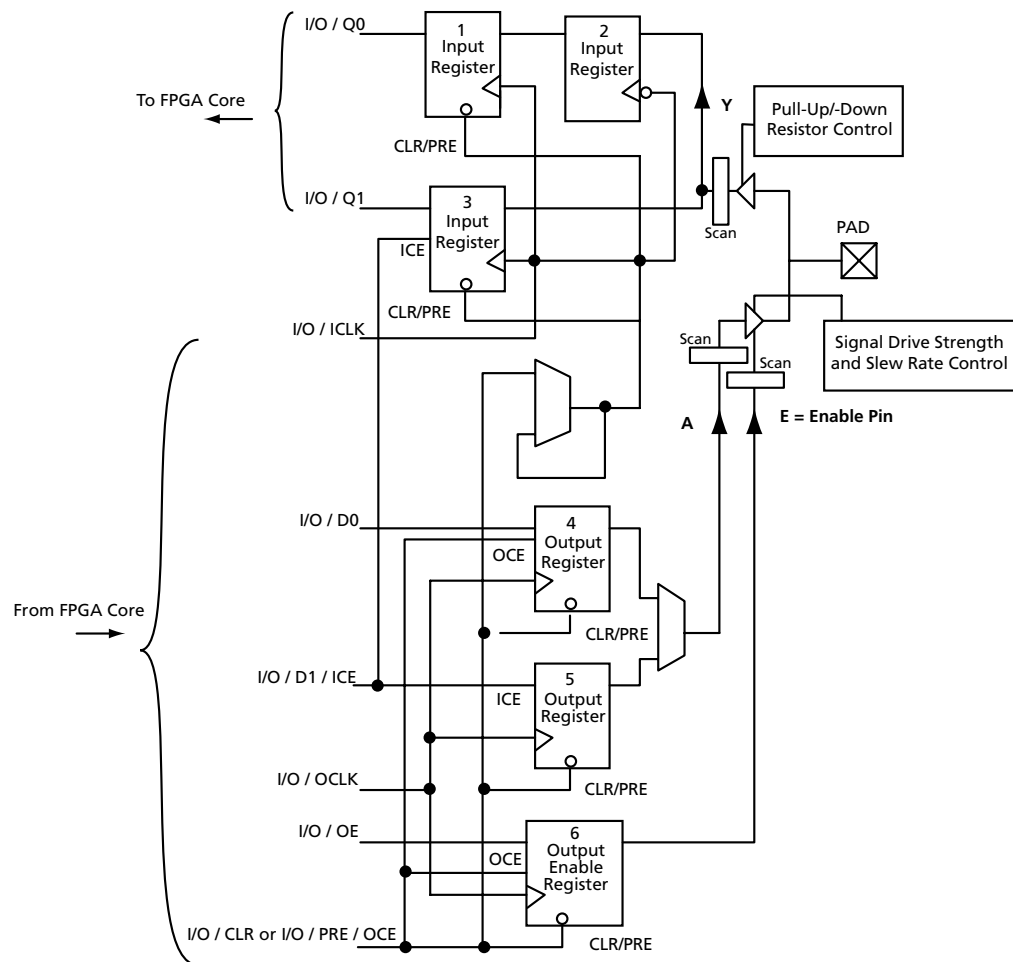 I/O / Q0
1
Input
Register
2
Input
Register
To FPGA Core
Y
Pull-Up/-Down
Resistor Control
CLR/PRE
I/O / Q1
3
Input
Register
ICE
Scan
PAD
CLR/PRE
I/O / ICLK
Scan
Signal Drive Strength
and Slew Rate Control
Scan
A
E = Enable Pin
I/O / D0
4
Output
Register
OCE
From FPGA Core
CLR/PRE
I/O / D1 / ICE
5
Output
Register
ICE
I/O / OCLK
CLR/PRE
I/O / OE
6
Output
Enable
Register
OCE
I/O / CLR or I/O / PRE / OCE
CLR/PRE